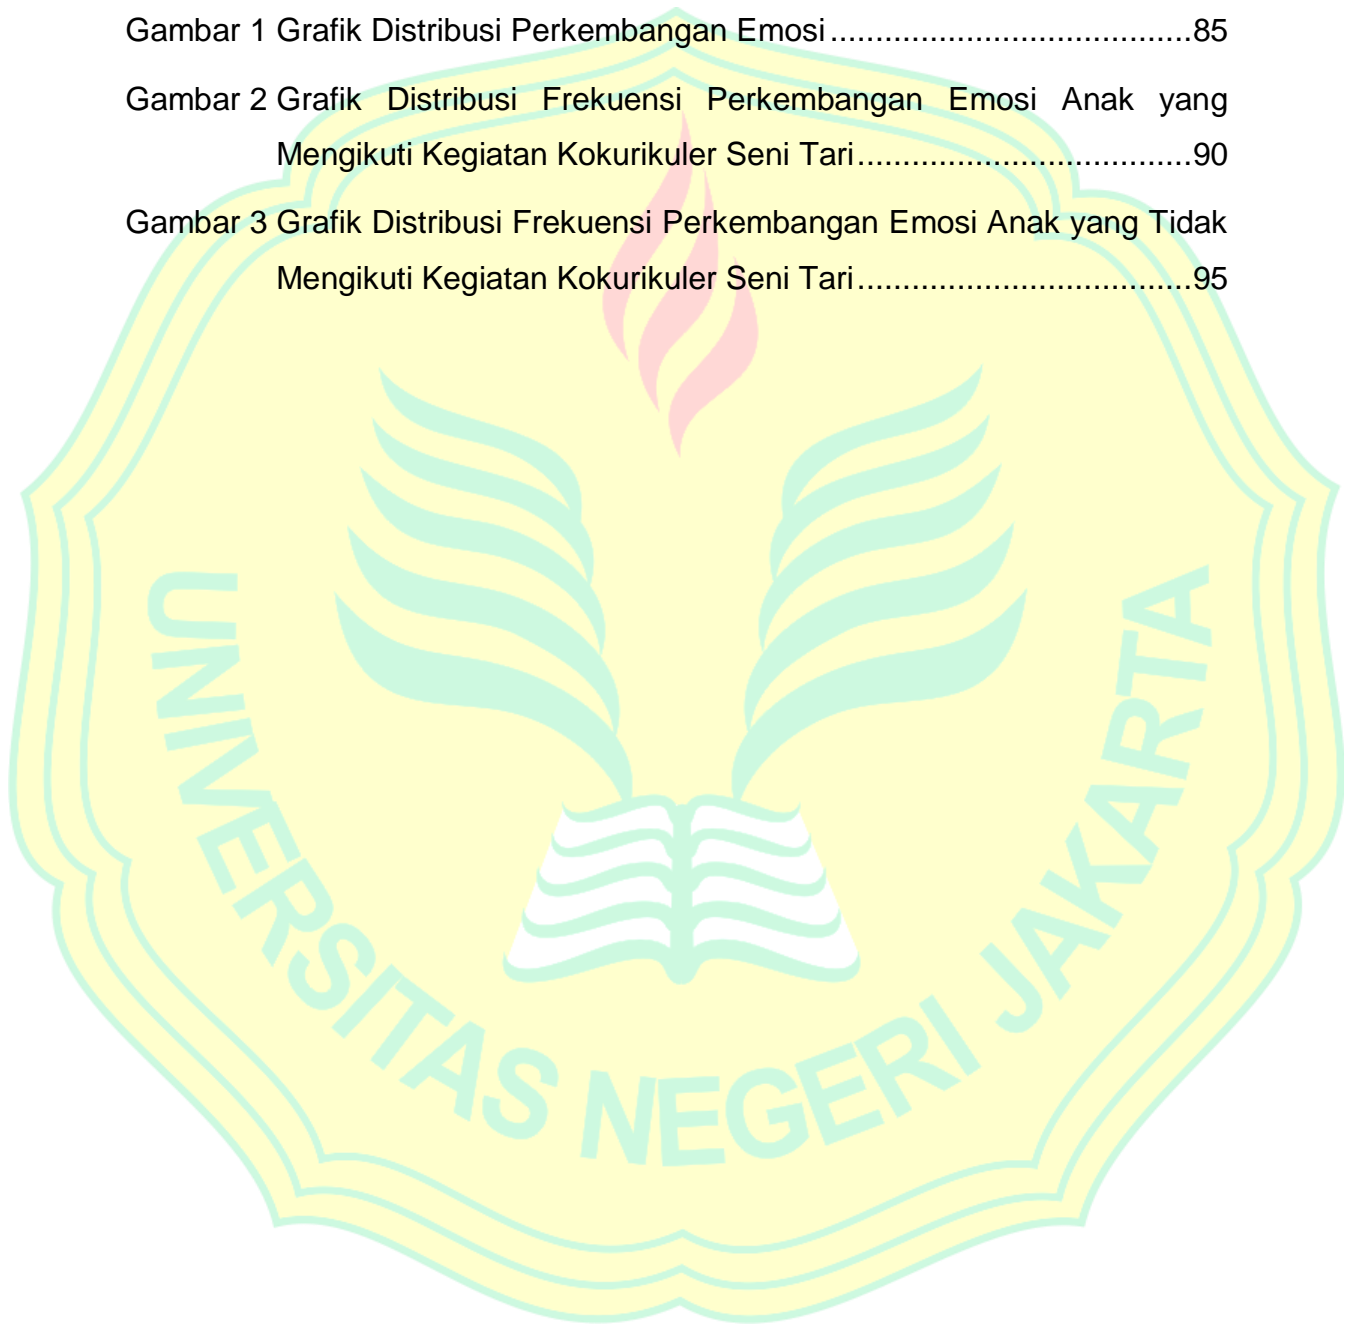 Gambar 1 Grafik Distribusi Perkembangan Emosi........................................85
Gambar 2 Grafik Distribusi Frekuensi Perkembangan Emosi Anak yang
Mengikuti Kegiatan Kokurikuler Seni Tari.....................................90
Gambar 3 Grafik Distribusi Frekuensi Perkembangan Emosi Anak yang Tidak
Mengikuti Kegiatan Kokurikuler Seni Tari.....................................95
UNIVERSITAS NEGERI JAKARTA